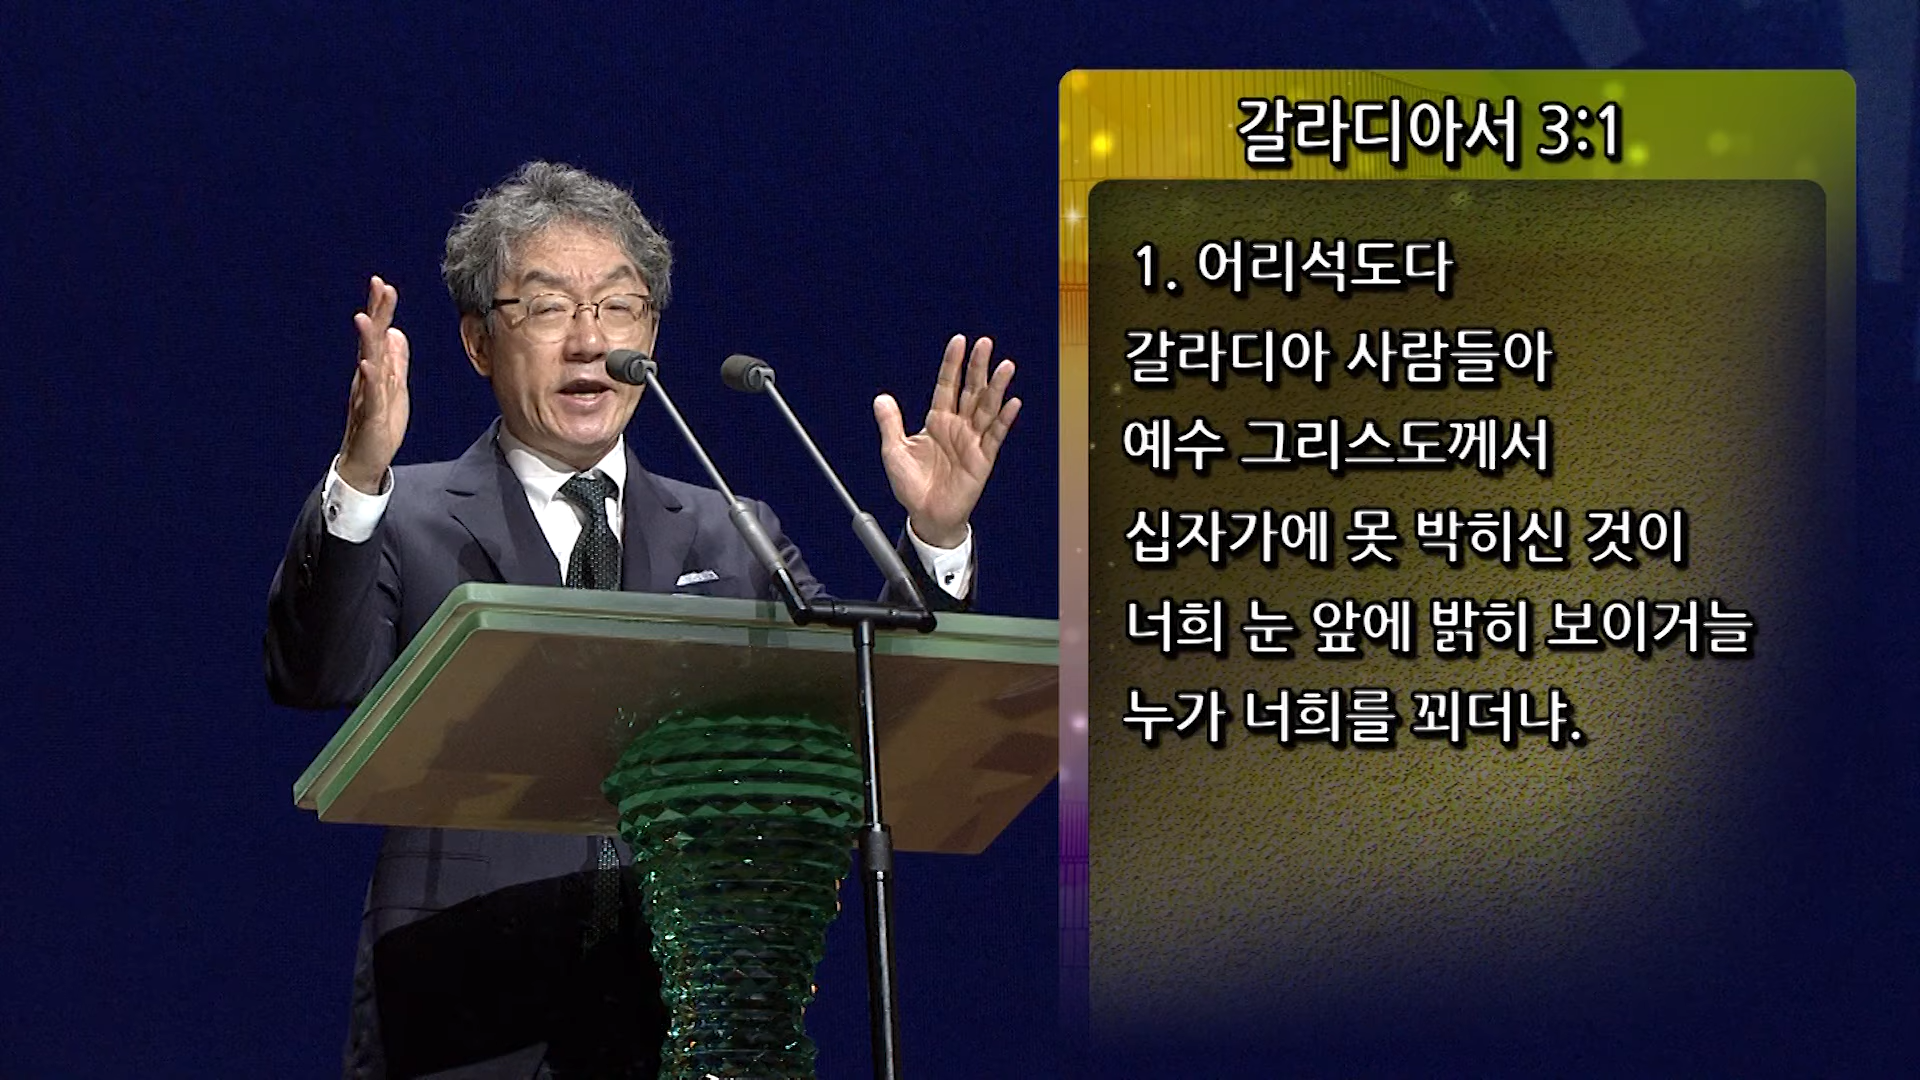 갈라디아서 3:1
1. 어리석도다
갈라디아 사람들아
예수 그리스도께서
십자가에 못 박히신 것이
너희 눈 앞에 밝히 보이거늘
누가 너희를 꾀더냐.